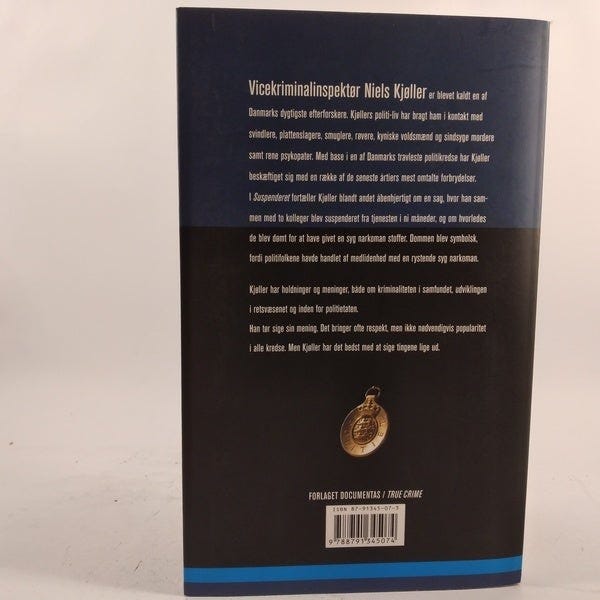 Vicekriminalinspektør Niels Kjøller er blevet kaldt en af
Danmarks dygtigste efterforskere. Kjøllers politi-liv har bragt ham i kontakt med
svindlere, plattenslagere, smuglere, røvere, kyniske voldsmænd og sindsyge mordere
samt rene psykopater. Med base i en af Danmarks travleste politikredse har Kjøller
beskæftiget sig med en række af de seneste årtiers mest omtalte forbrydelser.
I Suspenderet fortæller Kjøller blandt andet åbenhjertigt om en sag, hvor han sam-
men med to kolleger blev suspenderet fra tjenesten i ni måneder, og om hvorledes
de blev dømt for at have givet en syg narkoman stoffer. Dommen blev symbolsk,
fordi politifolkene havde handlet af medlidenhed med en rystende syg narkoman.
Kjøller har holdninger og meninger, både om kriminaliteten i samfundet, udviklingen
i retsvæsenet og inden for politietaten.
Han tør sige sin mening. Det bringer ofte respekt, men ikke nødvendigvis popularitet
i alle kredse. Men Kjøller har det bedst med at sige tingene lige ud.
FORLAGET DOCUMENTAS / TRUE CRIME
ISBN 87-91345-07-3
9 788791 345074